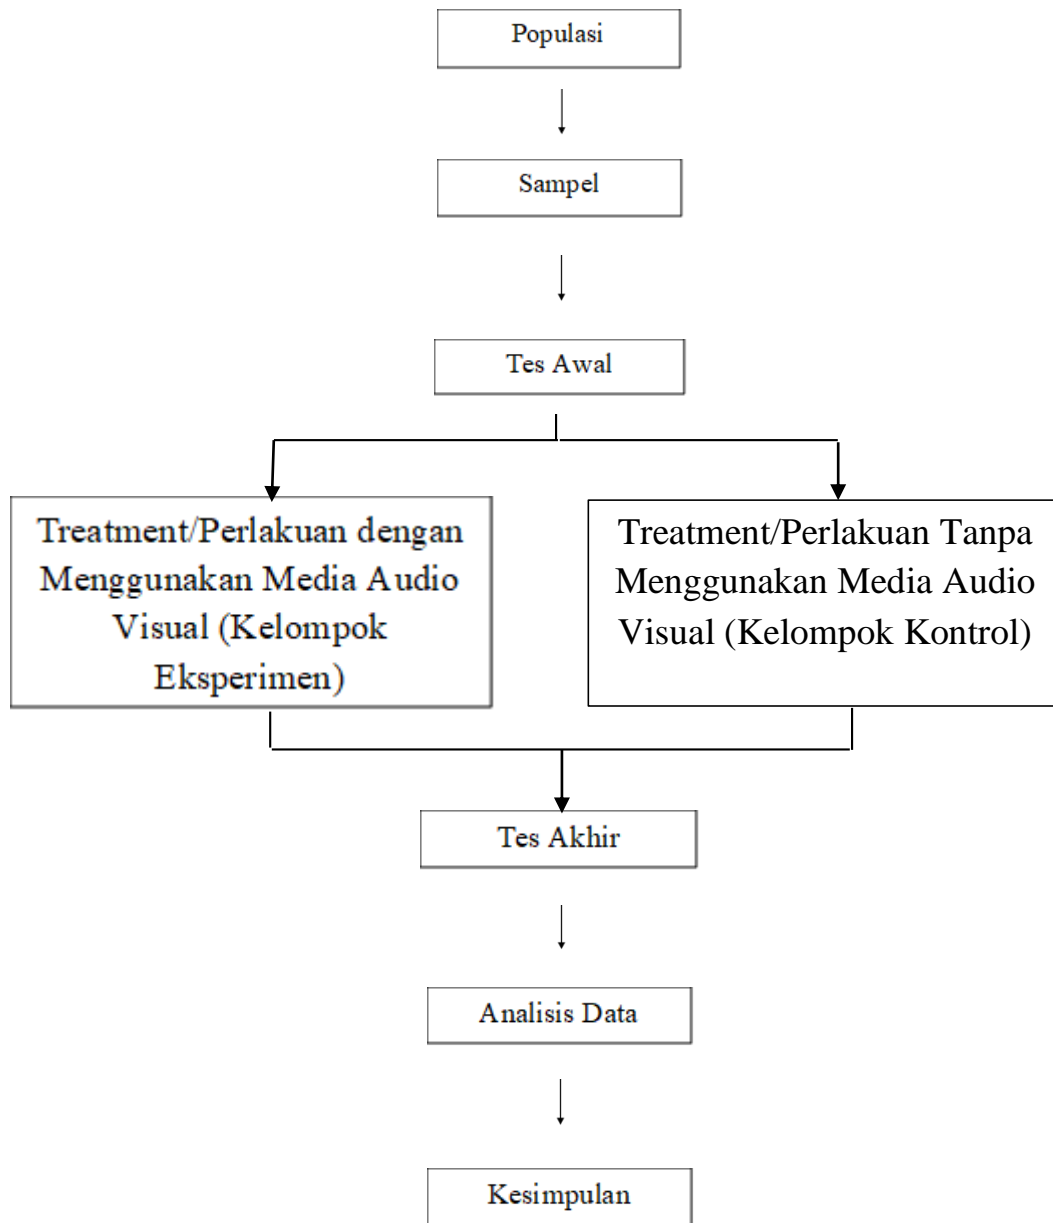 Populasi
Sampel
Tes Awal
Treatment/Perlakuan dengan
Menggunakan Media Audio
Visual (Kelompok
Eksperimen)
Treatment/Perlakuan Tanpa
Menggunakan Media Audio
Visual (Kelompok Kontrol)
Tes Akhir
Analisis Data
Kesimpulan